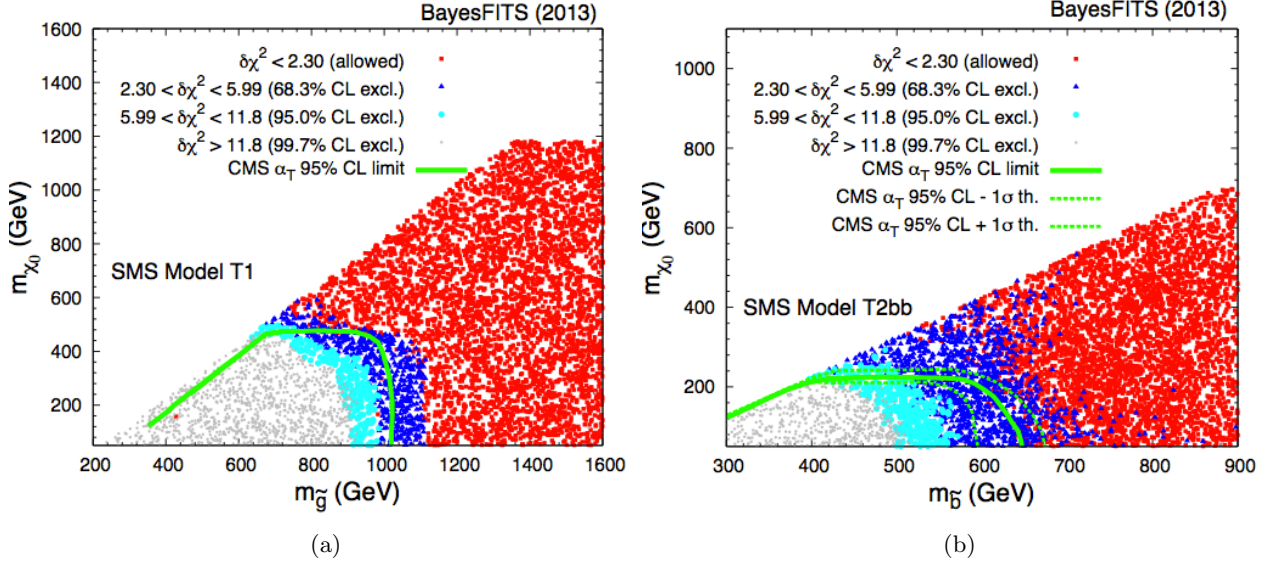 BayesFITS (2013)
1600
1400
1200
1000
800
600
400
200
δχ² < 2.30 (allowed)
2.30 < δχ² < 5.99 (68.3% CL excl.)
5.99 < δχ² < 11.8 (95.0% CL excl.)
δχ² > 11.8 (99.7% CL excl.)
CMS α_T 95% CL limit
SMS Model T1
m_χ₀ (GeV)
200 400 600 800 1000 1200 1400 1600
m_g̃ (GeV)
(a)
BayesFITS (2013)
1000
800
600
400
200
δχ² < 2.30 (allowed)
2.30 < δχ² < 5.99 (68.3% CL excl.)
5.99 < δχ² < 11.8 (95.0% CL excl.)
δχ² > 11.8 (99.7% CL excl.)
CMS α_T 95% CL limit
CMS α_T 95% CL - 1σ th.
CMS α_T 95% CL + 1σ th.
SMS Model T2bb
m_χ₀ (GeV)
300 400 500 600 700 800 900
m_b̃ (GeV)
(b)